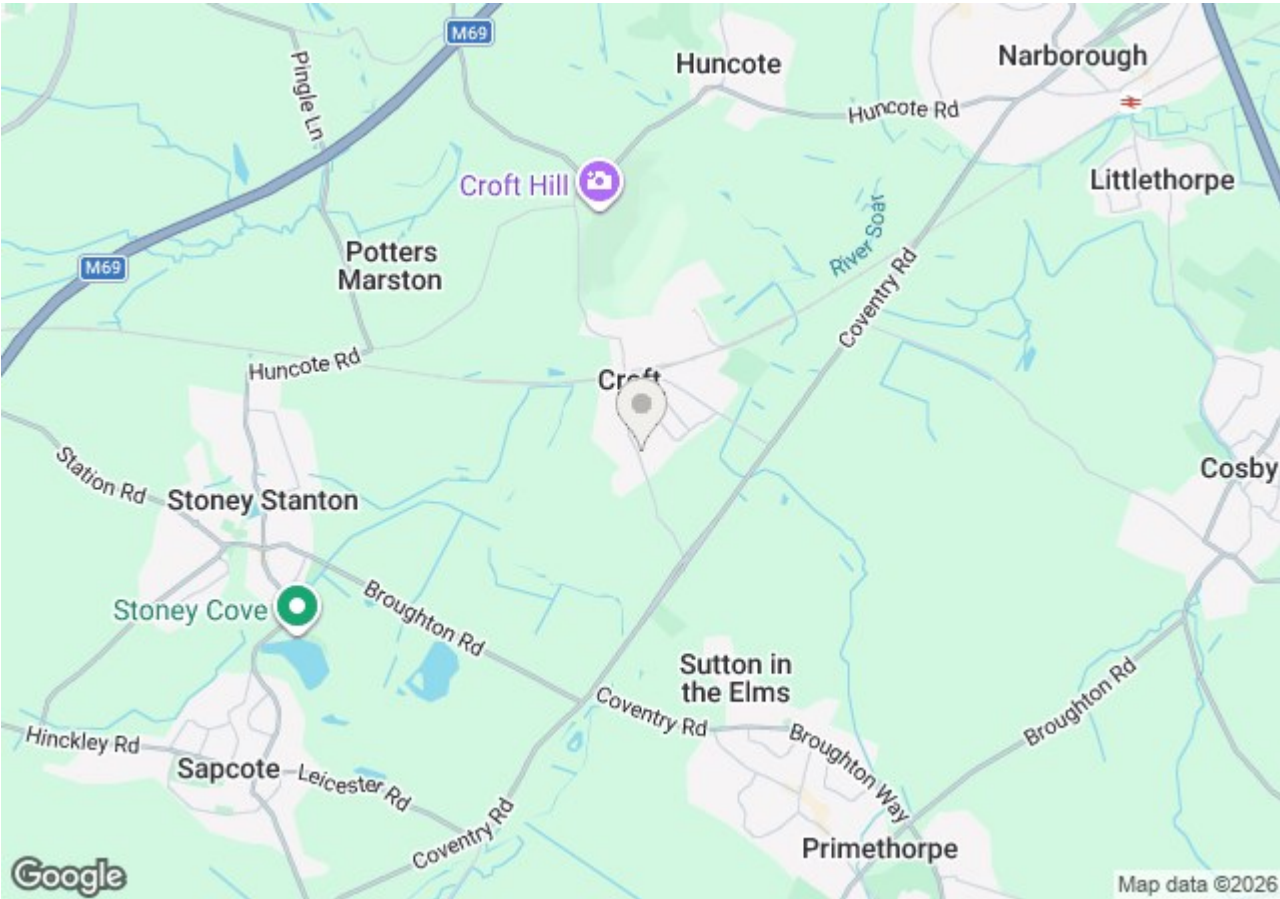 M69
Huncote
Narborough
Pingle Ln
Huncote Rd
Croft Hill
Littlethorpe
River Soar
Potters
Marston
M69
Coventry Rd
Huncote Rd
Croft
Station Rd
Stoney Stanton
Cosby
Stoney Cove
Broughton Rd
Sutton in
the Elms
Coventry Rd
Broughton Rd
Hinckley Rd
Broughton Way
Sapcote
Leicester Rd
Coventry Rd
Primethorpe
Google
Map data ©2026